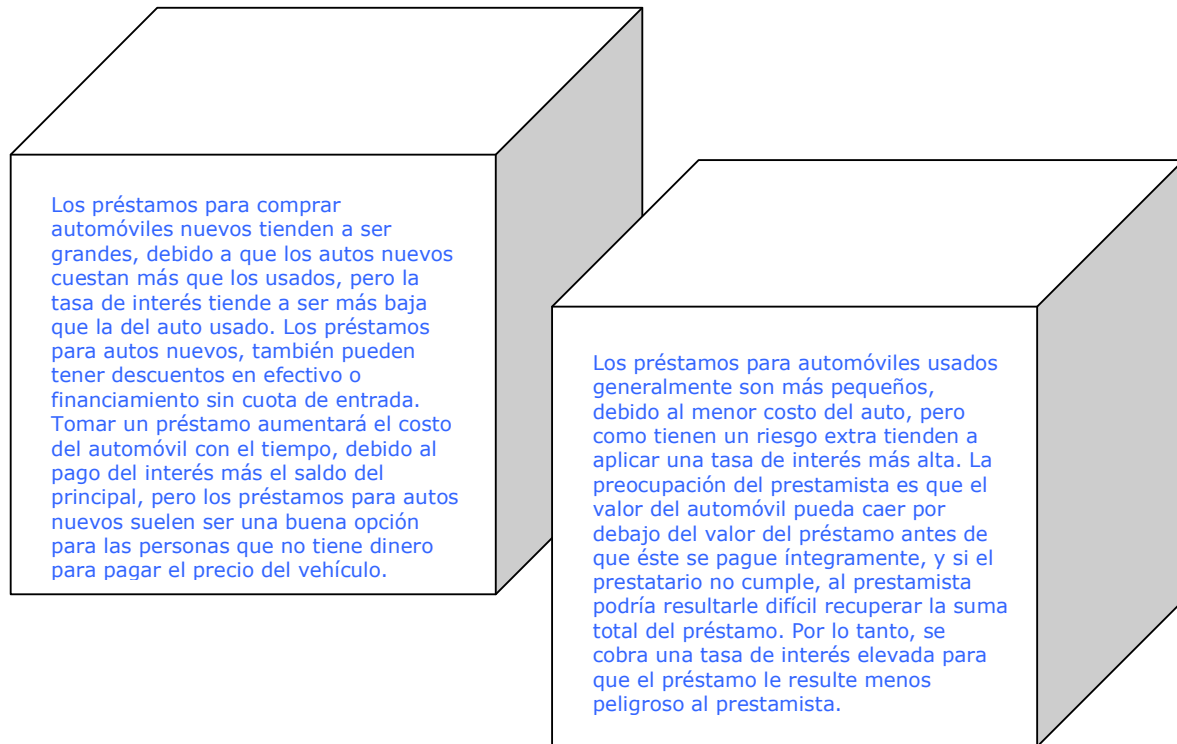 Los préstamos para comprar
automóviles nuevos tienden a ser
grandes, debido a que los autos nuevos
cuestan más que los usados, pero la
tasa de interés tiende a ser más baja
que la del auto usado. Los préstamos
para autos nuevos, también pueden
tener descuentos en efectivo o
financiamiento sin cuota de entrada.
Tomar un préstamo aumentará el costo
del automóvil con el tiempo, debido al
pago del interés más el saldo del
principal, pero los préstamos para autos
nuevos suelen ser una buena opción
para las personas que no tiene dinero
para pagar el precio del vehículo.
Los préstamos para automóviles usados
generalmente son más pequeños,
debido al menor costo del auto, pero
como tienen un riesgo extra tienden a
aplicar una tasa de interés más alta. La
preocupación del prestamista es que el
valor del automóvil pueda caer por
debajo del valor del préstamo antes de
que éste se pague íntegramente, y si el
prestatario no cumple, al prestamista
podría resultarle difícil recuperar la suma
total del préstamo. Por lo tanto, se
cobra una tasa de interés elevada para
que el préstamo le resulte menos
peligroso al prestamista.